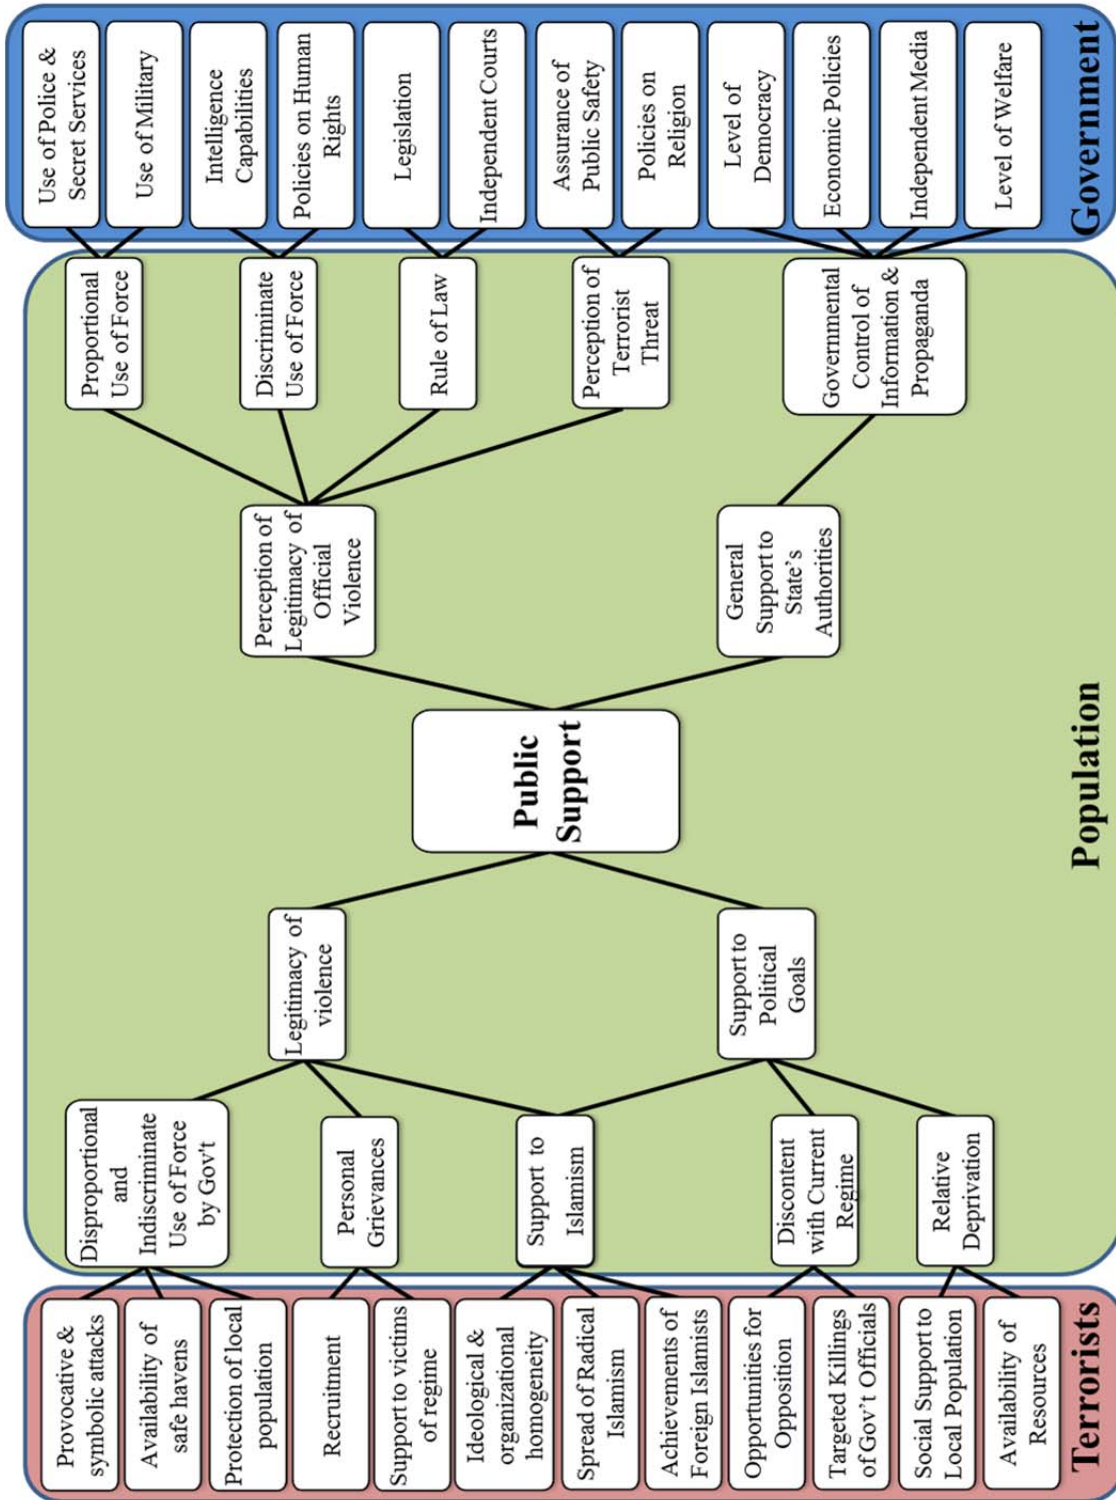 Use of Police &
Secret Services
Use of Military
Intelligence
Capabilities
Policies on Human
Rights
Legislation
Independent Courts
Assurance of
Public Safety
Policies on
Religion
Level of
Democracy
Economic Policies
Independent Media
Level of Welfare
Government
Proportional
Use of Force
Discriminate
Use of Force
Rule of Law
Perception of
Terrorist
Threat
Governmental
Control of
Information &
Propaganda
Perception of
Legitimacy of
Official
Violence
General
Support to
State's
Authorities
Public
Support
Population
Legitimacy of
violence
Support to
Political
Goals
Disproportional
and
Indiscriminate
Use of Force
by Gov't
Personal
Grievances
Support to
Islamism
Discontent
with Current
Regime
Relative
Deprivation
Provocative &
symbolic attacks
Availability of
safe havens
Protection of local
population
Recruitment
Support to victims
of regime
Ideological &
organizational
homogeneity
Spread of Radical
Islamism
Achievements of
Foreign Islamists
Opportunities for
Opposition
Targeted Killings
of Gov't Officials
Social Support to
Local Population
Availability of
Resources
Terrorists